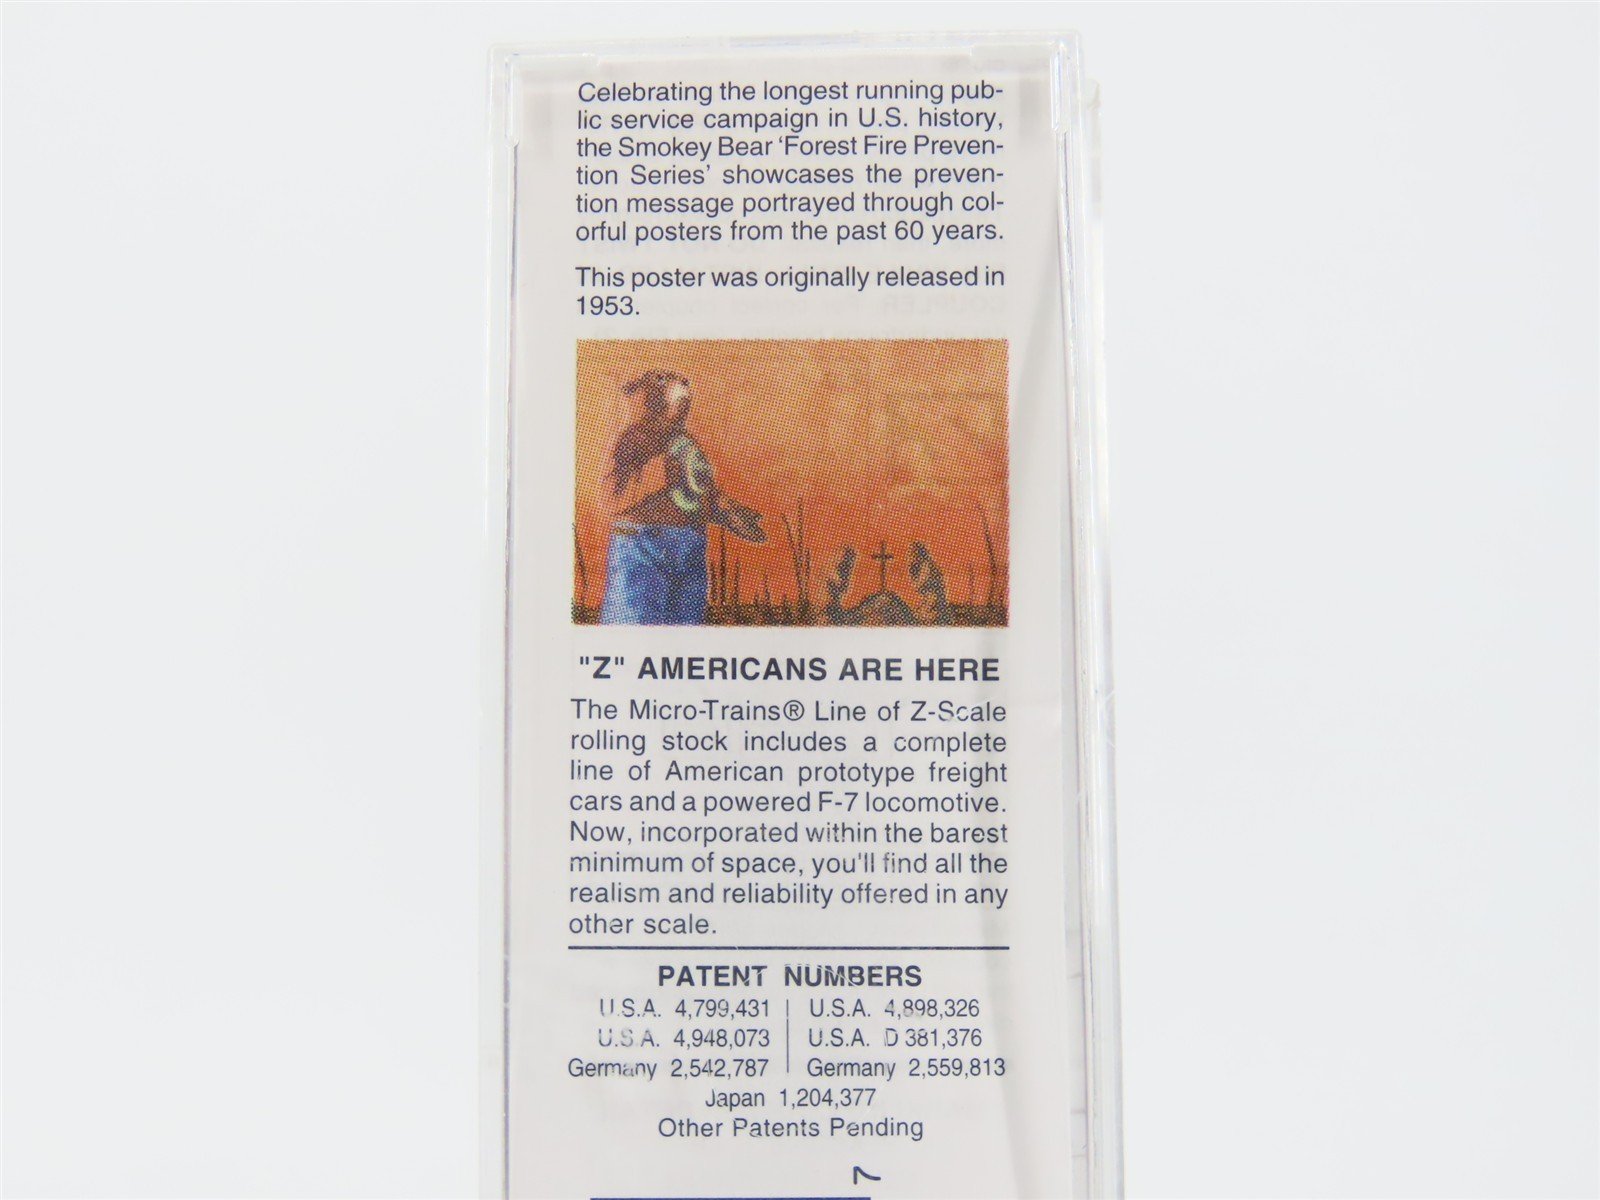 Celebrating the longest running pub-
lic service campaign in U.S. history,
the Smokey Bear 'Forest Fire Preven-
tion Series' showcases the preven-
tion message portrayed through col-
orful posters from the past 60 years.
This poster was originally released in
1953.
"Z" AMERICANS ARE HERE
The Micro-Trains® Line of Z-Scale
rolling stock includes a complete
line of American prototype freight
cars and a powered F-7 locomotive.
Now, incorporated within the barest
minimum of space, you'll find all the
realism and reliability offered in any
other scale.
PATENT NUMBERS
U.S.A. 4,799,431 | U.S.A. 4,898,326
U.S.A. 4,948,073 | U.S.A. D 381,376
Germany 2,542,787 | Germany 2,559,813
Japan 1,204,377
Other Patents Pending
7